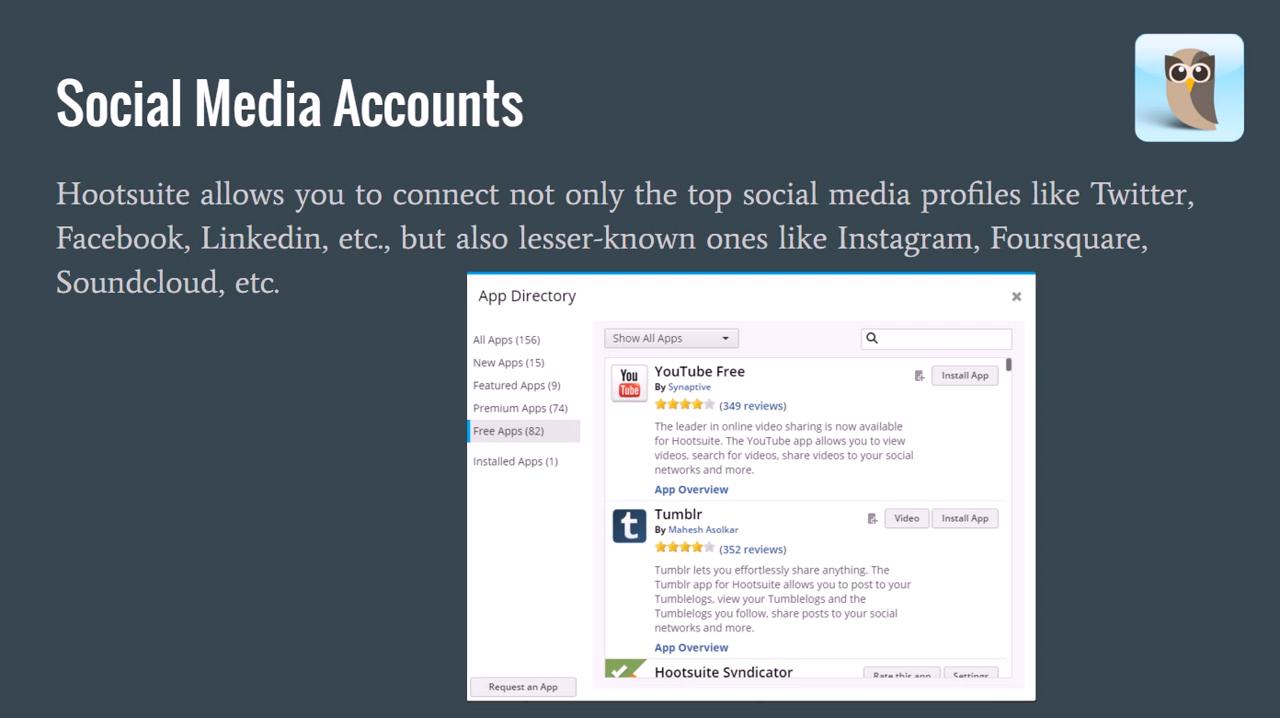 Social Media Accounts
Hootsuite allows you to connect not only the top social media profiles like Twitter,
Facebook, Linkedin, etc., but also lesser-known ones like Instagram, Foursquare,
Soundcloud, etc.
App Directory
All Apps (156)
New Apps (15)
Featured Apps (9)
Premium Apps (74)
Free Apps (82)
Installed Apps (1)
Request an App
Show All Apps
You
Tube
YouTube Free
Install App
By Synaptive
(349 reviews)
The leader in online video sharing is now available
for Hootsuite. The YouTube app allows you to view
videos, search for videos, share videos to your social
networks and more.
App Overview
t
Tumblr
Video
Install App
By Mahesh Asolkar
(352 reviews)
Tumblr lets you effortlessly share anything. The
Tumblr app for Hootsuite allows you to post to your
Tumblelogs, view your Tumblelogs and the
Tumblelogs you follow, share posts to your social
networks and more.
App Overview
Hootsuite Syndicator
Rate this app
Settings